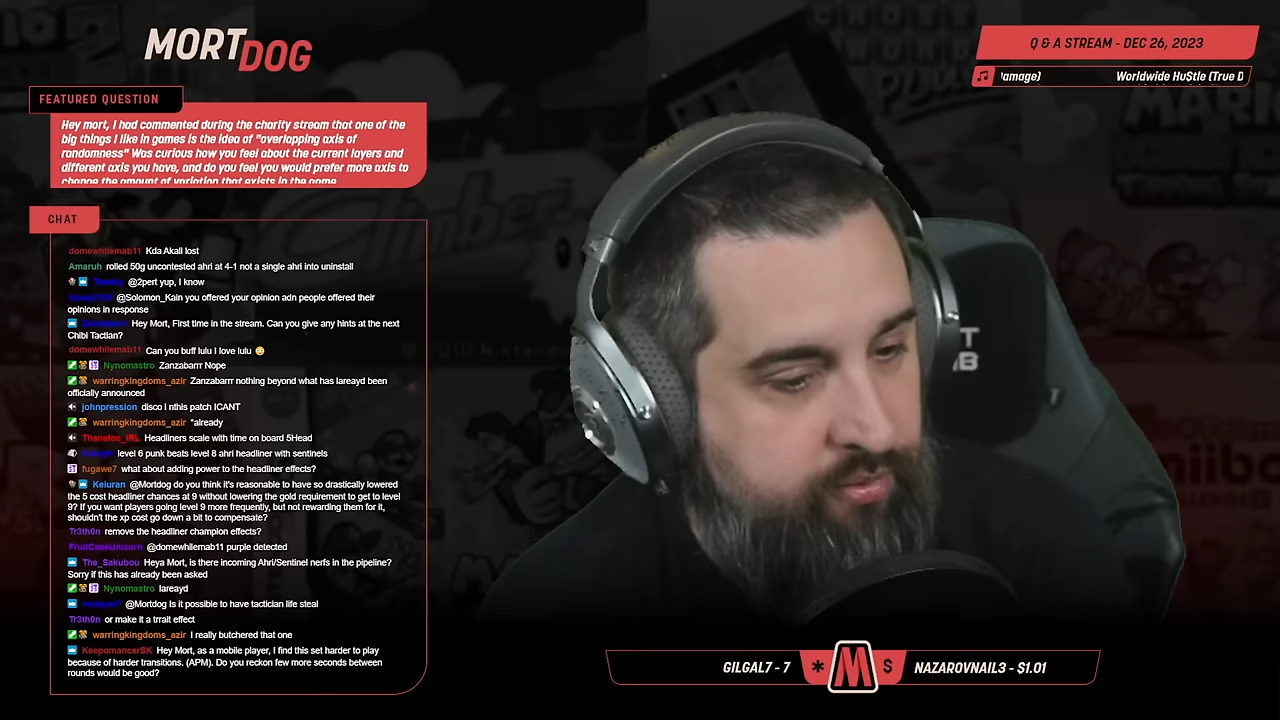 MORTDOG
Q & A STREAM - DEC 26, 2023
amage) Worldwide Hu$tle (True D
FEATURED QUESTION
Hey mort, I had commented during the charity stream that one of the
big things I like in games is the idea of "overlapping axis of
randomness" Was curious how you feel about the current layers and
different axis you have, and do you feel you would prefer more axis to
change the amount of variation that exists in the game
CHAT
domewhilemab11 Kda Akali lost
Amaruh rolled 50g uncontested ahri at 4-1 not a single ahri into uninstall
@2pert yup, I know
@Solomon_Kain you offered your opinion adn people offered their
opinions in response
Hey Mort, First time in the stream. Can you give any hints at the next
Chibi Tactian?
domewhilemab11 Can you buff lulu I love lulu
Nynomastro Zanzabarrr Nope
warringkingdoms_azir Zanzabarrr nothing beyond what has lareayd been
officially announced
johnpression disco I nthis patch ICANT
warringkingdoms_azir *already
Thanatos_IRL Headliners scale with time on board 5Head
level 6 punk beats level 8 ahri headliner with sentinels
fugawe7 what about adding power to the headliner effects?
Keiuran @Mortdog do you think it's reasonable to have so drastically lowered
the 5 cost headliner chances at 9 without lowering the gold requirement to get to level
9? If you want players going level 9 more frequently, but not rewarding them for it,
shouldn't the xp cost go down a bit to compensate?
Tr3th0n remove the headliner champion effects?
FruitCakeUnicorn @domewhilemab11 purple detected
The_Sakubou Heya Mort, is there incoming Ahri/Sentinel nerfs in the pipeline?
Sorry if this has already been asked
Nynomastro lareayd
@Mortdog Is it possible to have tactician life steal
Tr3th0n or make it a trrait effect
warringkingdoms_azir I really butchered that one
KeepomancerSK Hey Mort, as a mobile player, I find this set harder to play
because of harder transitions. (APM). Do you reckon few more seconds between
rounds would be good?
GILGAL7 - 7 * M $ NAZAROVNAIL3 - $1.01